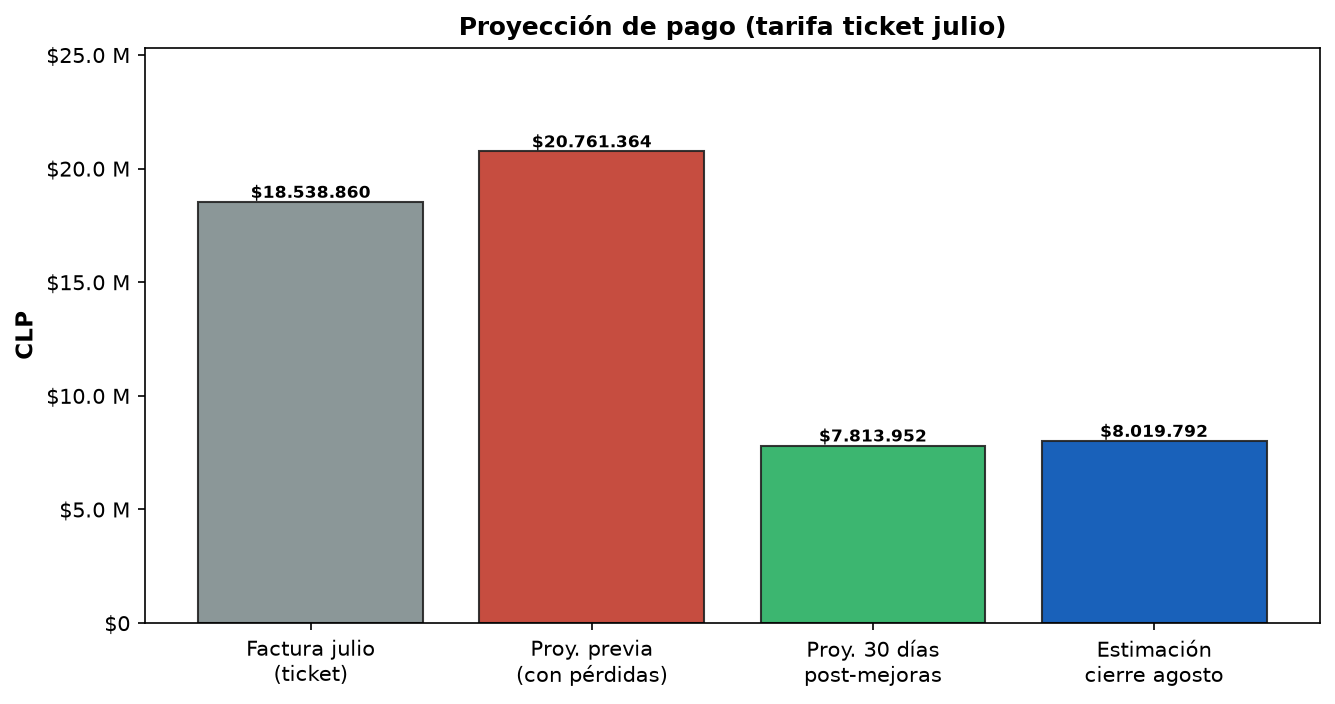 Proyección de pago (tarifa ticket julio)
CLP
$25.0 M
$20.0 M
$15.0 M
$10.0 M
$5.0 M
$0
$18.538.860
$20.761.364
$7.813.952
$8.019.792
Factura julio
(ticket)
Proy. previa
(con pérdidas)
Proy. 30 días
post-mejoras
Estimación
cierre agosto